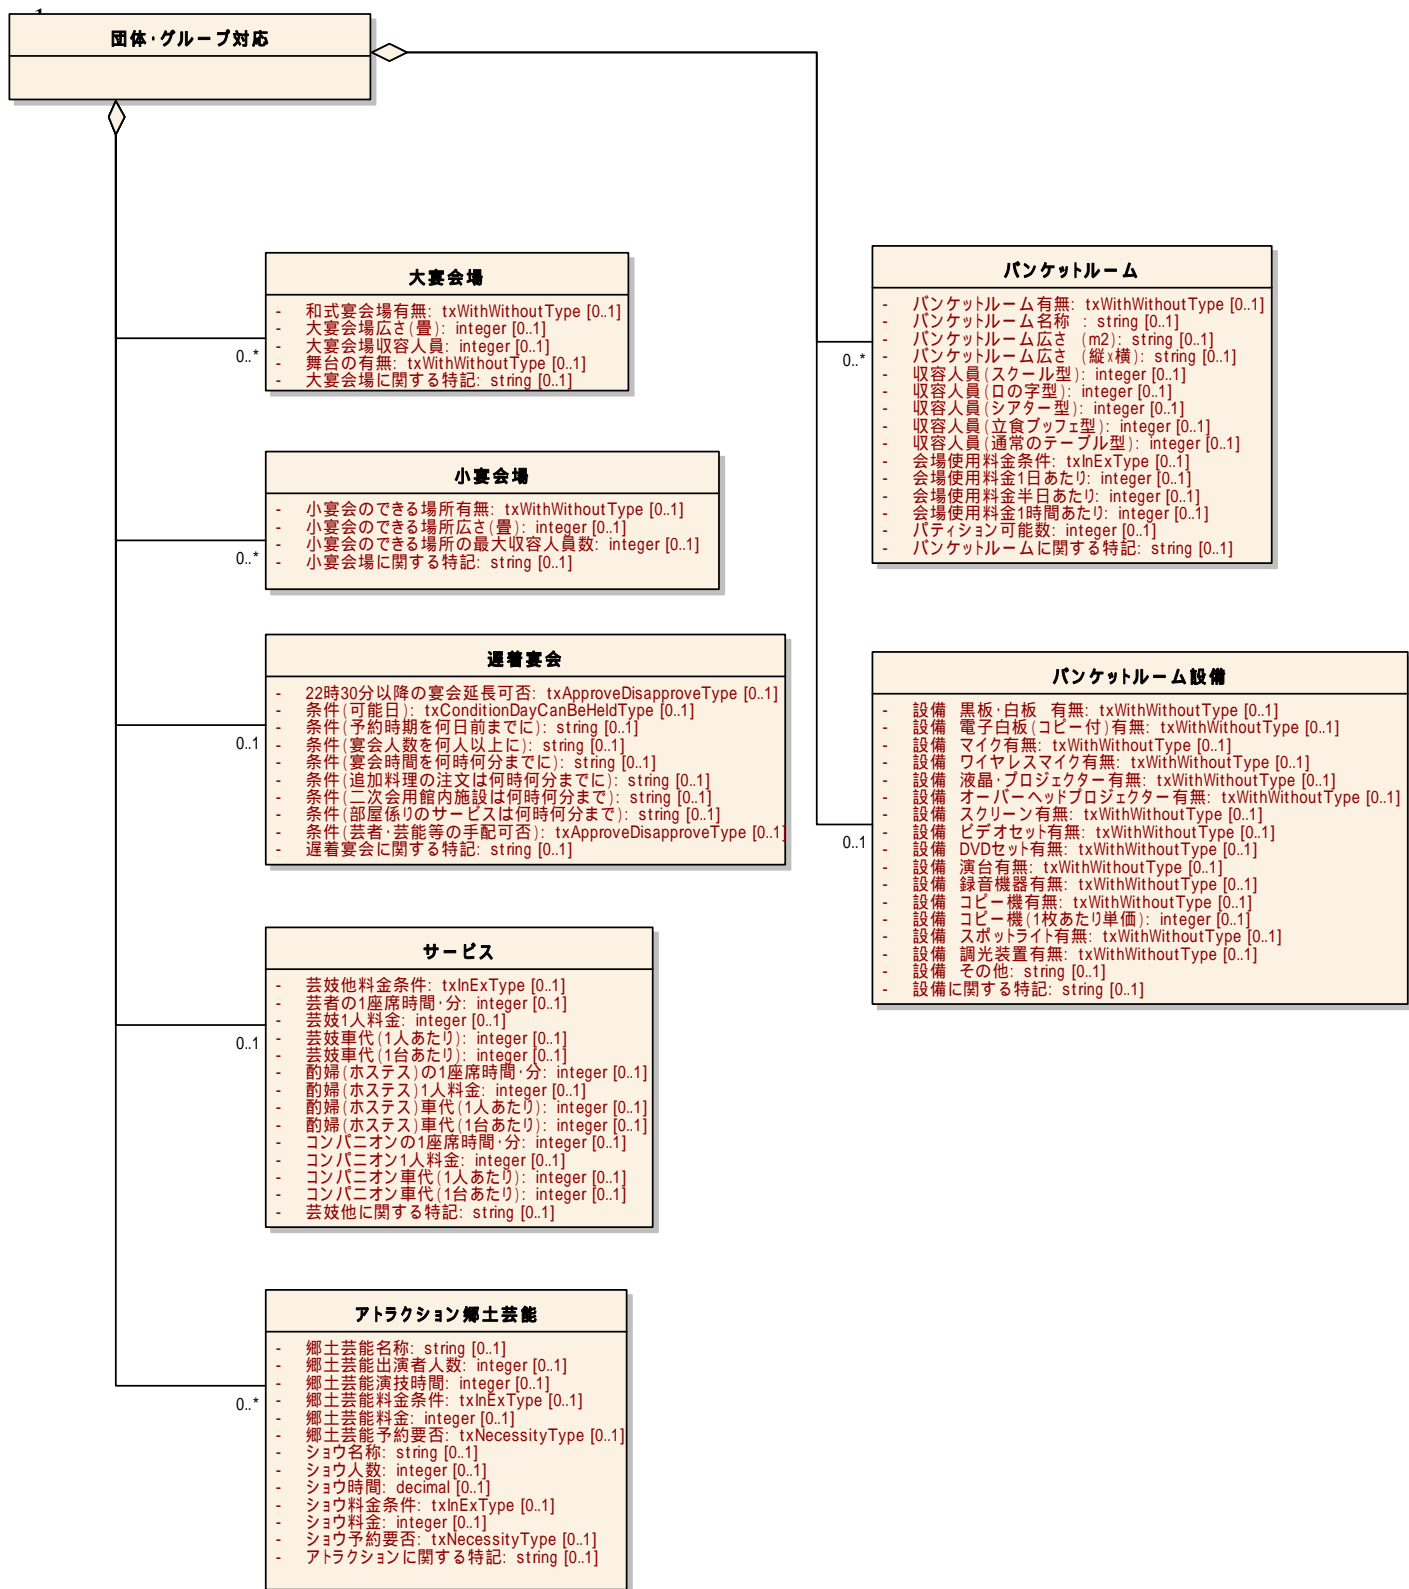 団体・グループ対応
大宴会場
- 和式宴会場有無: txWithWithoutType [0..1]
- 大宴会場広さ(畳): integer [0..1]
- 大宴会場収容人員: integer [0..1]
- 舞台の有無: txWithWithoutType [0..1]
- 大宴会場に関する特記: string [0..1]
0..*
小宴会場
- 小宴会のできる場所有無: txWithWithoutType [0..1]
- 小宴会のできる場所広さ(畳): integer [0..1]
- 小宴会のできる場所の最大収容人員数: integer [0..1]
- 小宴会場に関する特記: string [0..1]
0..*
遅着宴会
- 22時30分以降の宴会延長可否: txApproveDisapproveType [0..1]
- 条件(可能日): txConditionDayCanBeHeldType [0..1]
- 条件(予約時期を何日前までに): string [0..1]
- 条件(宴会人数を何人以上に): string [0..1]
- 条件(宴会時間を何時何分までに): string [0..1]
- 条件(追加料理の注文は何時何分までに): string [0..1]
- 条件(二次会用館内施設は何時何分まで): string [0..1]
- 条件(部屋係りのサービスは何時何分まで): string [0..1]
- 条件(芸者・芸能等の手配可否): txApproveDisapproveType [0..1]
- 遅着宴会に関する特記: string [0..1]
0..1
サービス
- 芸妓他料金条件: txInExType [0..1]
- 芸者の1座席時間・分: integer [0..1]
- 芸妓1人料金: integer [0..1]
- 芸妓車代(1人あたり): integer [0..1]
- 芸妓車代(1台あたり): integer [0..1]
- 酌婦(ホステス)の1座席時間・分: integer [0..1]
- 酌婦(ホステス)1人料金: integer [0..1]
- 酌婦(ホステス)車代(1人あたり): integer [0..1]
- 酌婦(ホステス)車代(1台あたり): integer [0..1]
- コンパニオンの1座席時間・分: integer [0..1]
- コンパニオン1人料金: integer [0..1]
- コンパニオン車代(1人あたり): integer [0..1]
- コンパニオン車代(1台あたり): integer [0..1]
- 芸妓他に関する特記: string [0..1]
0..1
アトラクション郷土芸能
- 郷土芸能名称: string [0..1]
- 郷土芸能出演者人数: integer [0..1]
- 郷土芸能演技時間: integer [0..1]
- 郷土芸能料金条件: txInExType [0..1]
- 郷土芸能料金: integer [0..1]
- 郷土芸能予約要否: txNecessityType [0..1]
- ショウ名称: string [0..1]
- ショウ人数: integer [0..1]
- ショウ時間: decimal [0..1]
- ショウ料金条件: txInExType [0..1]
- ショウ料金: integer [0..1]
- ショウ予約要否: txNecessityType [0..1]
- アトラクションに関する特記: string [0..1]
0..*
バンケットルーム
- バンケットルーム有無: txWithWithoutType [0..1]
- バンケットルーム名称 : string [0..1]
- バンケットルーム広さ (m2): string [0..1]
- バンケットルーム広さ (縦x横): string [0..1]
- 収容人員(スクール型): integer [0..1]
- 収容人員(ロの字型): integer [0..1]
- 収容人員(シアター型): integer [0..1]
- 収容人員(立食ブッフェ型): integer [0..1]
- 収容人員(通常のテーブル型): integer [0..1]
- 会場使用料金条件: txInExType [0..1]
- 会場使用料金1日あたり: integer [0..1]
- 会場使用料金半日あたり: integer [0..1]
- 会場使用料金1時間あたり: integer [0..1]
- パティション可能数: integer [0..1]
- バンケットルームに関する特記: string [0..1]
0..*
バンケットルーム設備
- 設備 黒板・白板 有無: txWithWithoutType [0..1]
- 設備 電子白板(コピー付)有無: txWithWithoutType [0..1]
- 設備 マイク有無: txWithWithoutType [0..1]
- 設備 ワイヤレスマイク有無: txWithWithoutType [0..1]
- 設備 液晶・プロジェクター有無: txWithWithoutType [0..1]
- 設備 オーバーヘッドプロジェクター有無: txWithWithoutType [0..1]
- 設備 スクリーン有無: txWithWithoutType [0..1]
- 設備 ビデオセット有無: txWithWithoutType [0..1]
- 設備 DVDセット有無: txWithWithoutType [0..1]
- 設備 演台有無: txWithWithoutType [0..1]
- 設備 録音機器有無: txWithWithoutType [0..1]
- 設備 コピー機有無: txWithWithoutType [0..1]
- 設備 コピー機(1枚あたり単価): integer [0..1]
- 設備 スポットライト有無: txWithWithoutType [0..1]
- 設備 調光装置有無: txWithWithoutType [0..1]
- 設備 その他: string [0..1]
- 設備に関する特記: string [0..1]
0..1